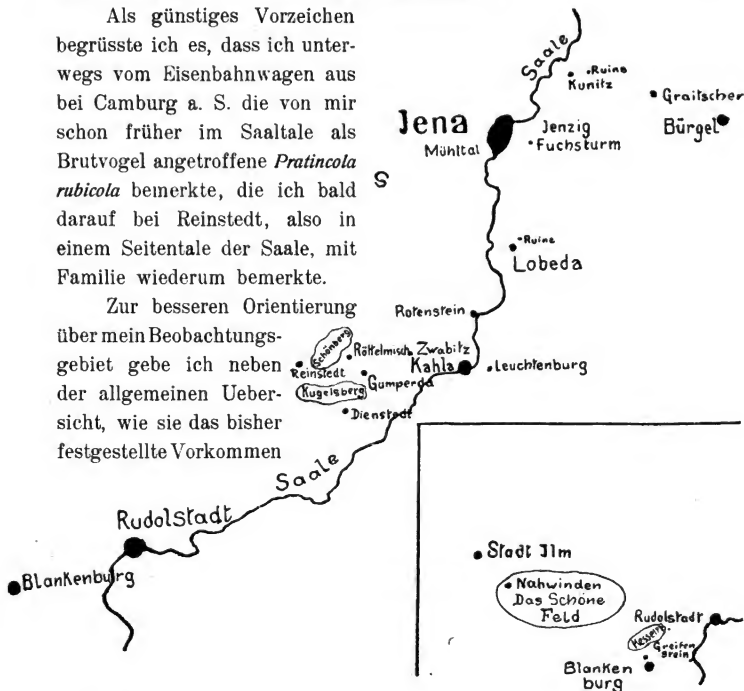 Als günstiges Vorzeichen
begrüsste ich es, dass ich unter-
wegs vom Eisenbahnwagen aus
bei Camburg a. S. die von mir
schon früher im Saaltale als
Brutvogel angetroffene Pratincola
rubicola bemerkte, die ich bald
darauf bei Reinstedt, also in
einem Seitentale der Saale, mit
Familie wiederum bemerkte.
Zur besseren Orientierung
über mein Beobachtungs-
gebiet gebe ich neben
der allgemeinen Ueber-
sicht, wie sie das bisher
festgestellte Vorkommen
Saale
Ruine
Kunitz
Graitscher
Bürgel
Jena
Mühltal
Jenzig
Fuchsturm
S
Ruine
Lobeda
Rotenstein
Schönberg
Röttelmisch
Zwabitz
Reinstedt
Kahla
Leuchtenburg
Gumperda
Kugelsberg
Dienstedt
Saale
Rudolstadt
Blankenburg
Stadt Ilm
Nahwinden
Das Schöne
Feld
Rudolstadt
Greifen
stein
Blanken
burg